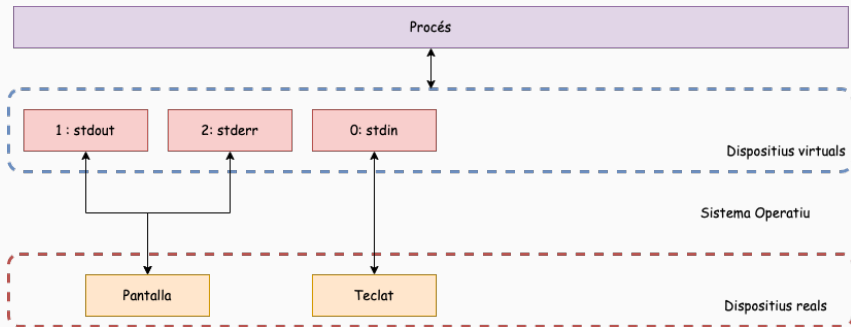 Procés
1 : stdout
2: stderr
0: stdin
Dispositius virtuals
Sistema Operatiu
Pantalla
Teclat
Dispositius reals